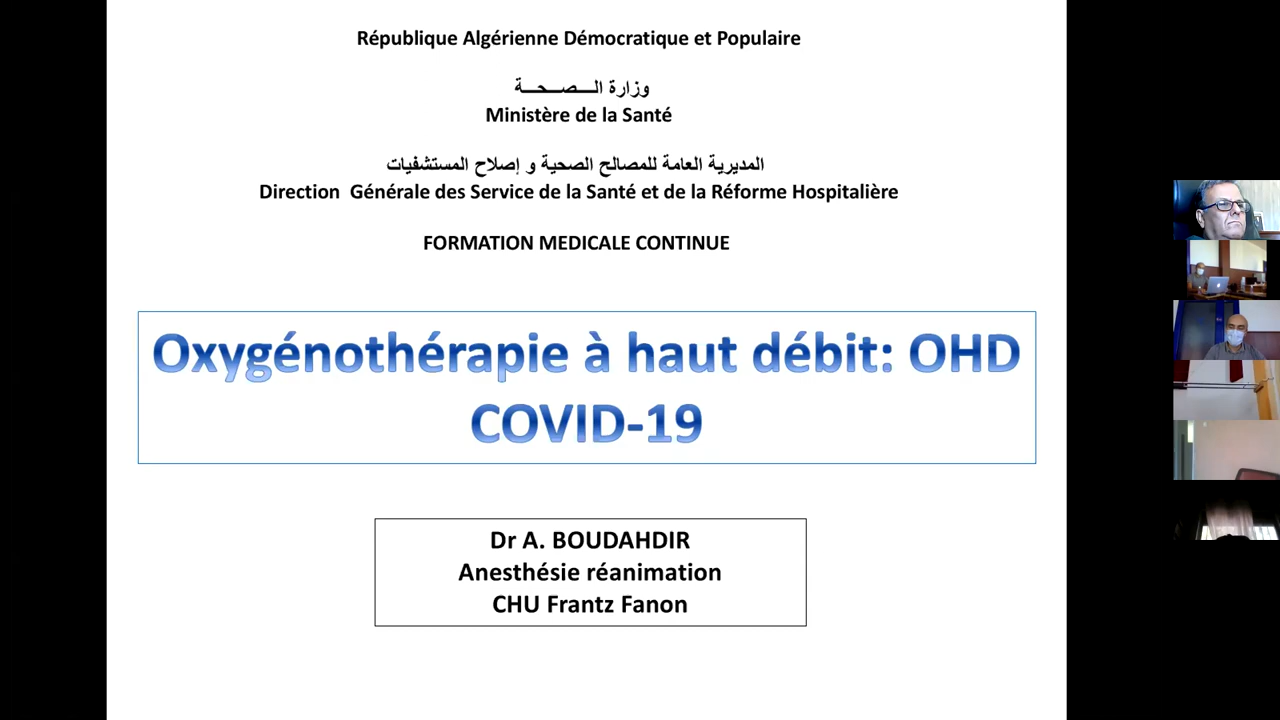 République Algérienne Démocratique et Populaire
وزارة الـــصـــحـــة
Ministère de la Santé
المديرية العامة للمصالح الصحية و إصلاح المستشفيات
Direction Générale des Service de la Santé et de la Réforme Hospitalière
FORMATION MEDICALE CONTINUE
Oxygénothérapie à haut débit: OHD
COVID-19
Dr A. BOUDAHDIR
Anesthésie réanimation
CHU Frantz Fanon